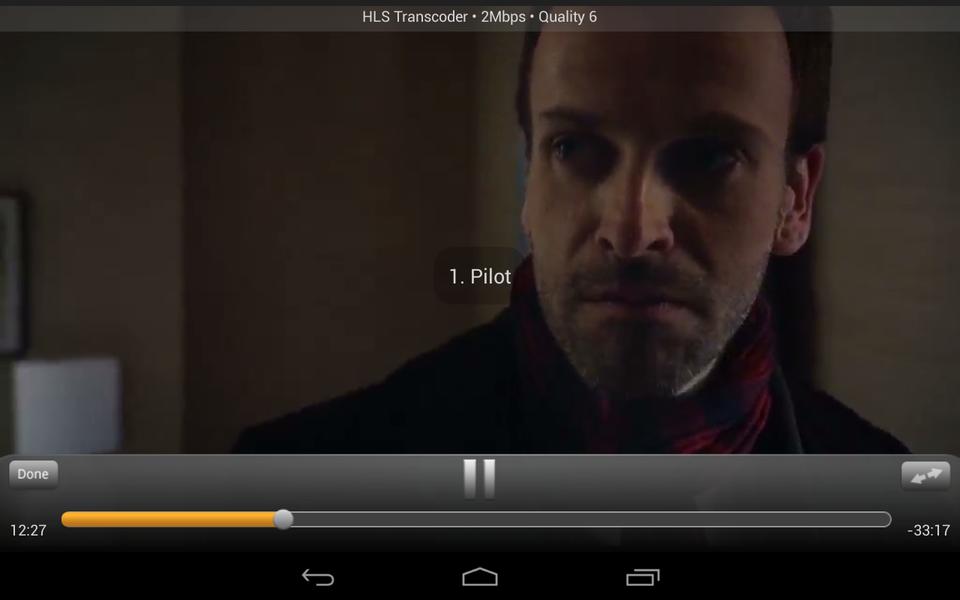 HLS Transcoder • 2Mbps • Quality 6
1. Pilot
Done
12:27
-33:17